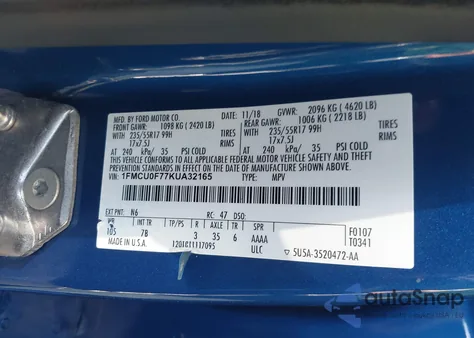 MFD. BY FORD MOTOR CO. 11/18 GVWR: 2096 KG ( 4620 LB)
FRONT GAWR: 1098 KG ( 2420 LB) REAR GAWR: 1006 KG ( 2218 LB)
235/55R17 99H TIRES 235/55R17 99H TIRES
17x7.5J RIMS 17x7.5J RIMS
AT 240 kPa/ 35 PSI COLD AT 240 kPa/ 35 PSI COLD
THIS VEHICLE CONFORMS TO ALL APPLICABLE FEDERAL MOTOR VEHICLE SAFETY, BUMPER, AND THEFT
PREVENTION STANDARDS IN EFFECT ON THE DATE OF MANUFACTURE SHOWN ABOVE.
VIN: 1FMCU0F77KUA32165 TYPE: MPV
EXT PNT: N6 RC: 47 DSO: F0107
INT TR TP/PS R AXLE TR SPR T0341
105 78 3 35 6 AAAA
MADE IN U.S.A. 1201811117095 ULC 5U5A-3520472-AA
autoSnap